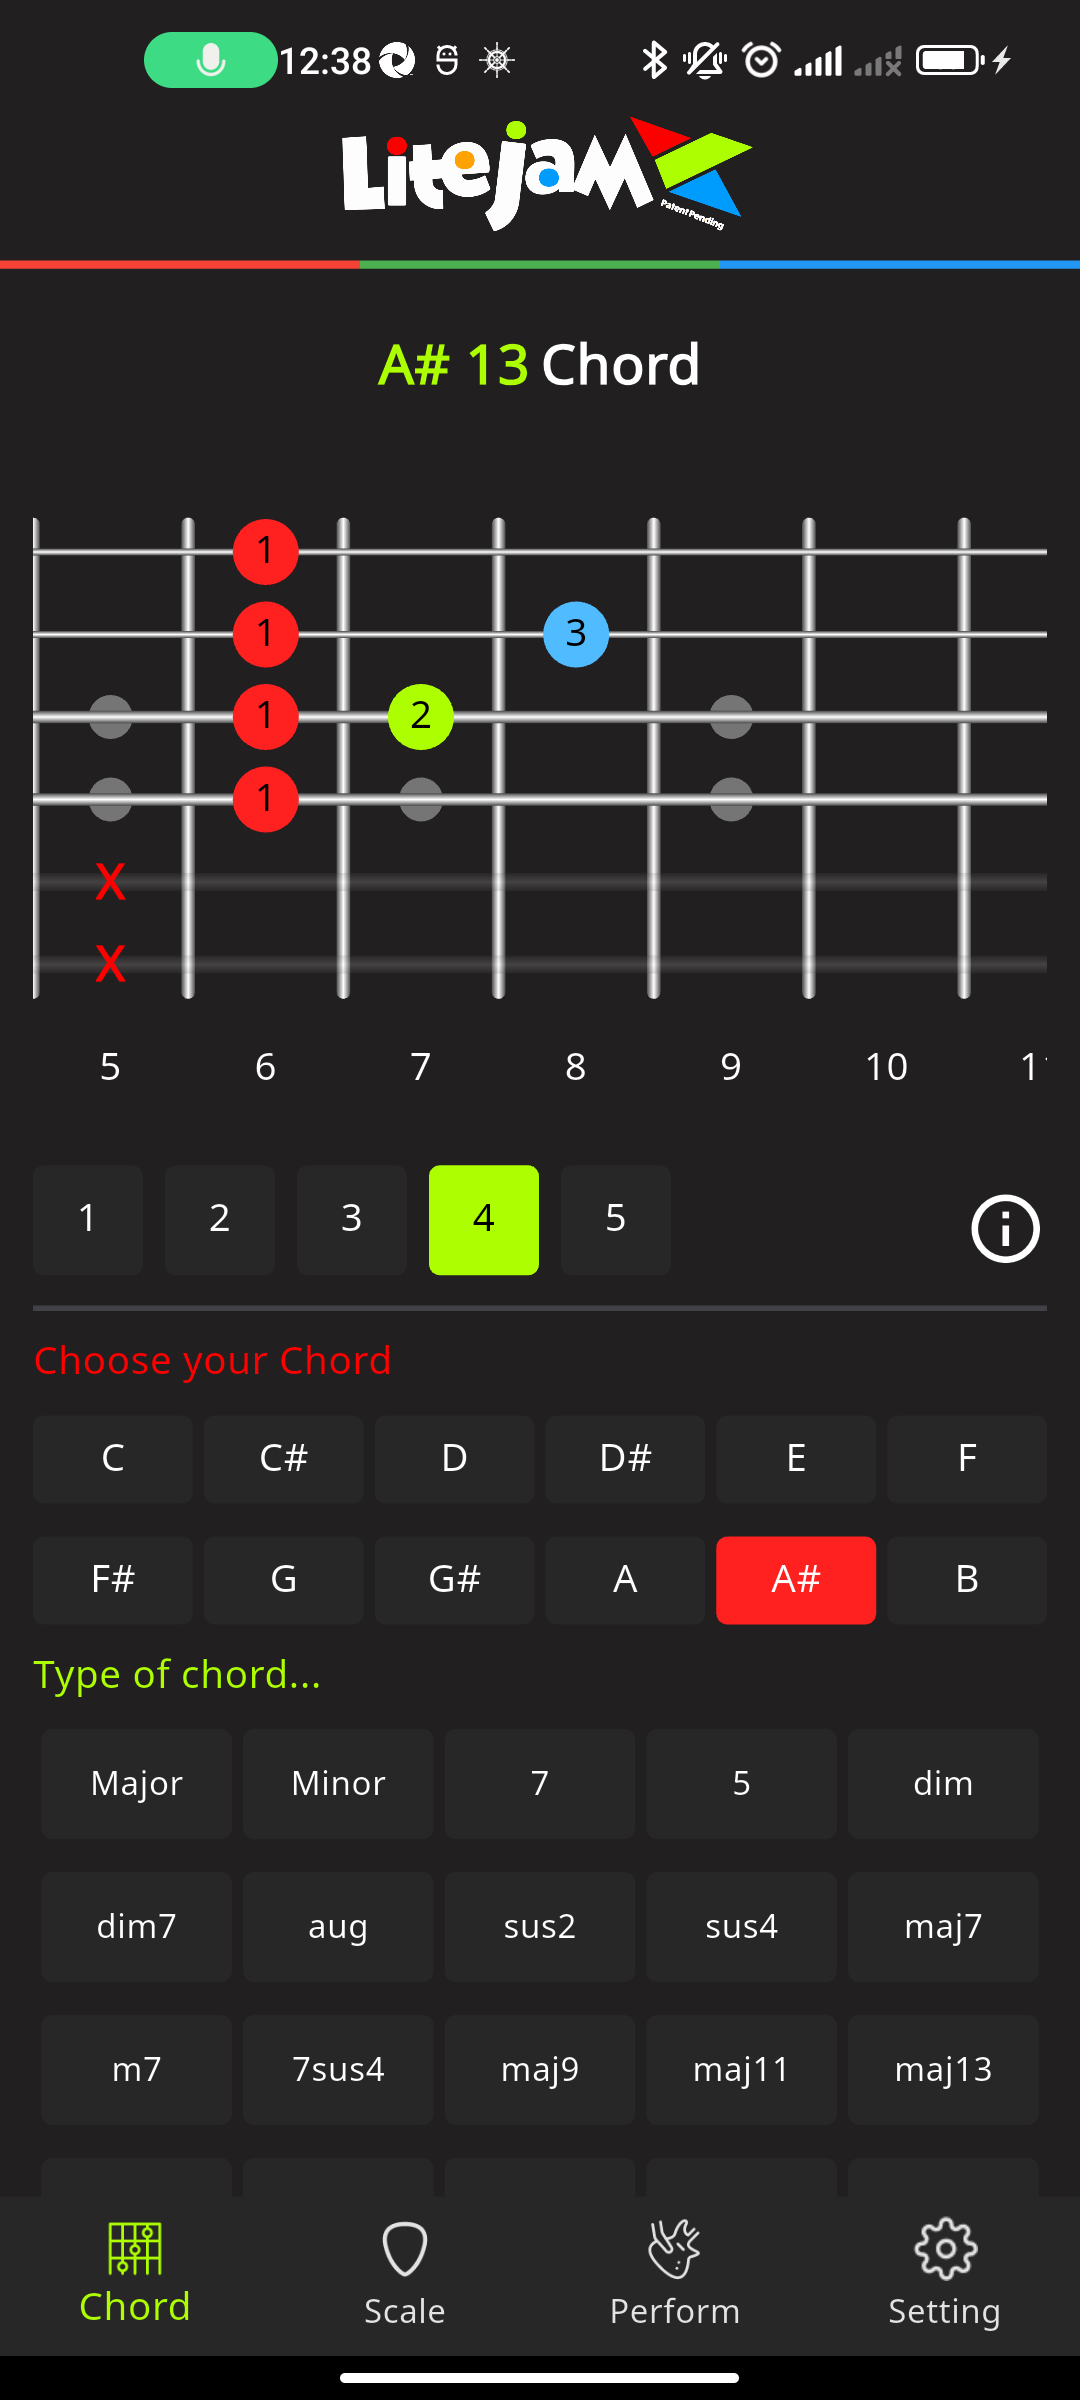 12:38
LiteJam
Patent Pending
A# 13 Chord
1
1 3
1 2
1
X
X
5 6 7 8 9 10
1 2 3 4 5
Choose your Chord
C C# D D# E F
F# G G# A A# B
Type of chord...
Major Minor 7 5 dim
dim7 aug sus2 sus4 maj7
m7 7sus4 maj9 maj11 maj13
Chord Scale Perform Setting